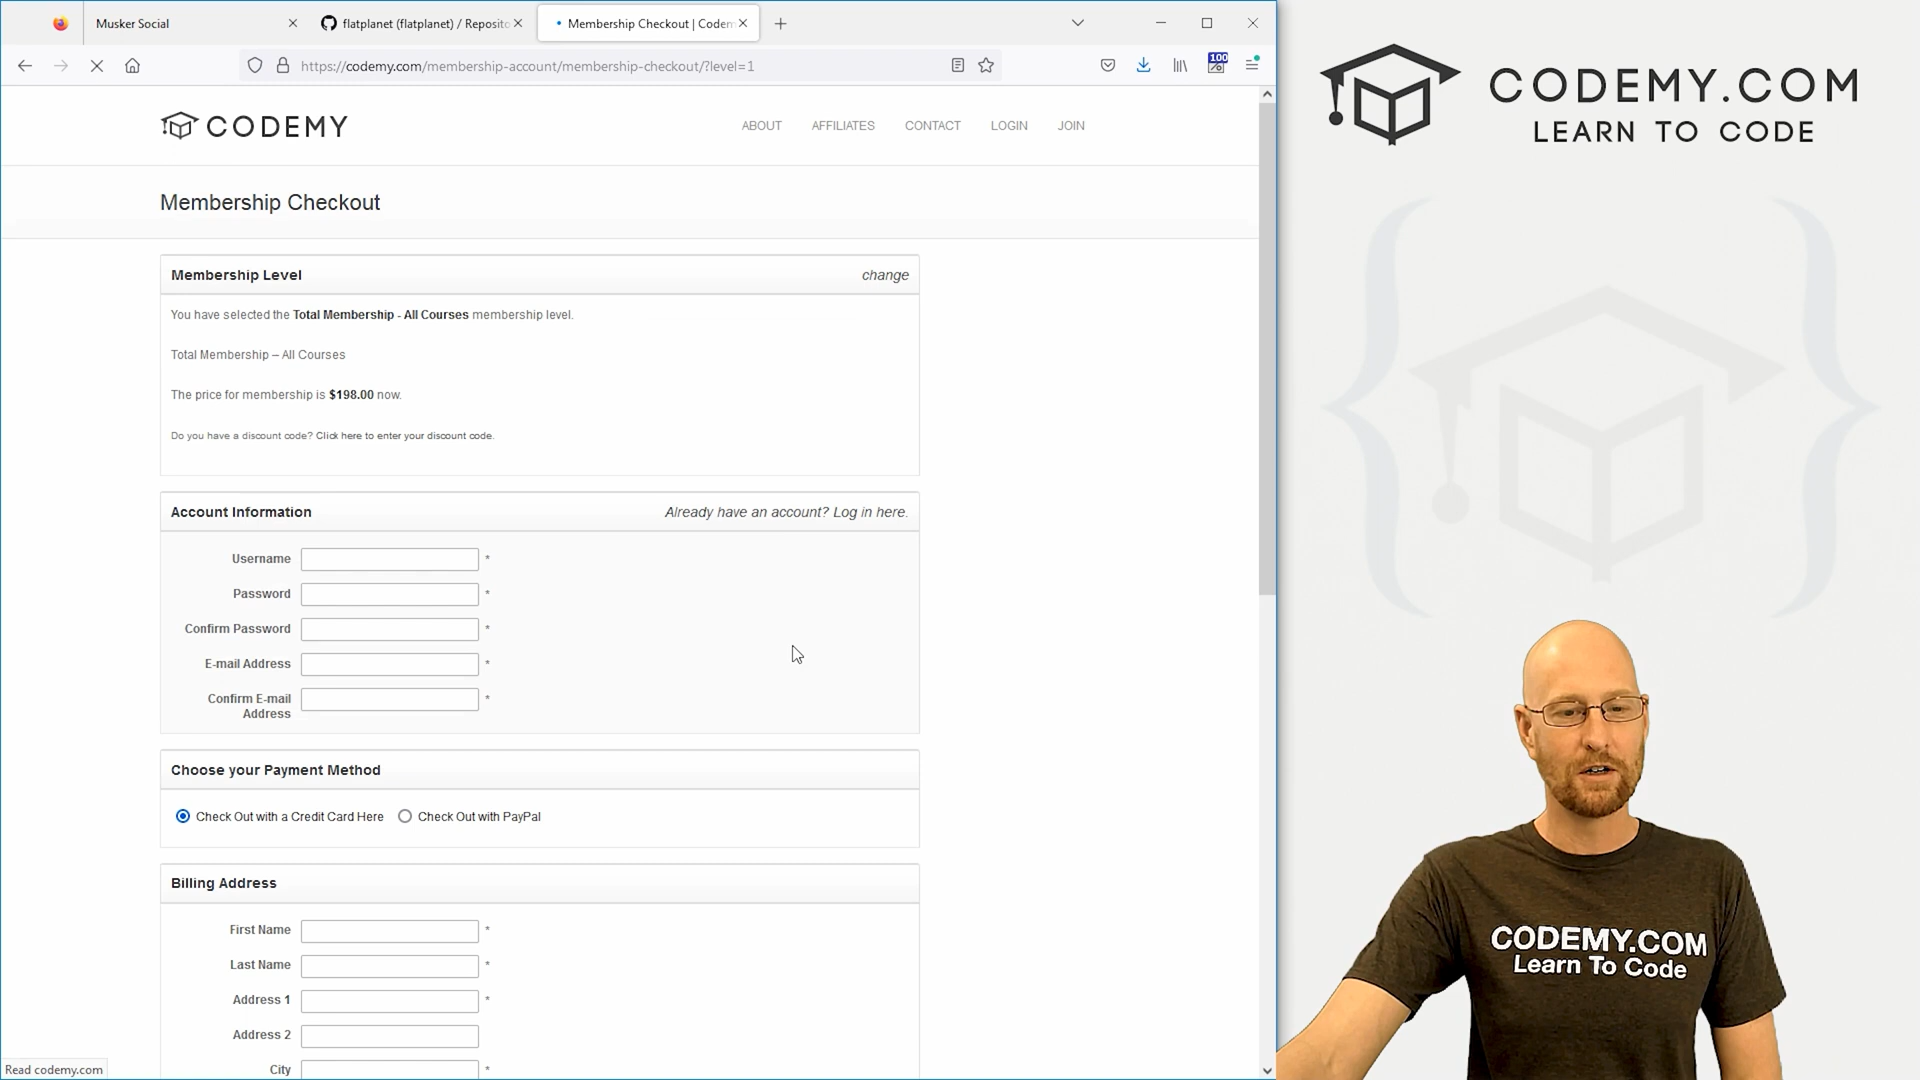 Musker Social
flatplanet (flatplanet) / Reposito
Membership Checkout | Codem
https://codemy.com/membership-account/membership-checkout/?level=1
100
CODEMY
ABOUT AFFILIATES CONTACT LOGIN JOIN
Membership Checkout
Membership Level change
You have selected the Total Membership - All Courses membership level.
Total Membership – All Courses
The price for membership is $198.00 now.
Do you have a discount code? Click here to enter your discount code.
Account Information Already have an account? Log in here.
Username *
Password *
Confirm Password *
E-mail Address *
Confirm E-mail *
Address
Choose your Payment Method
Check Out with a Credit Card Here Check Out with PayPal
Billing Address
First Name *
Last Name *
Address 1 *
Address 2
City *
Read codemy.com
CODEMY.COM
LEARN TO CODE
CODEMY.COM
Learn To Code